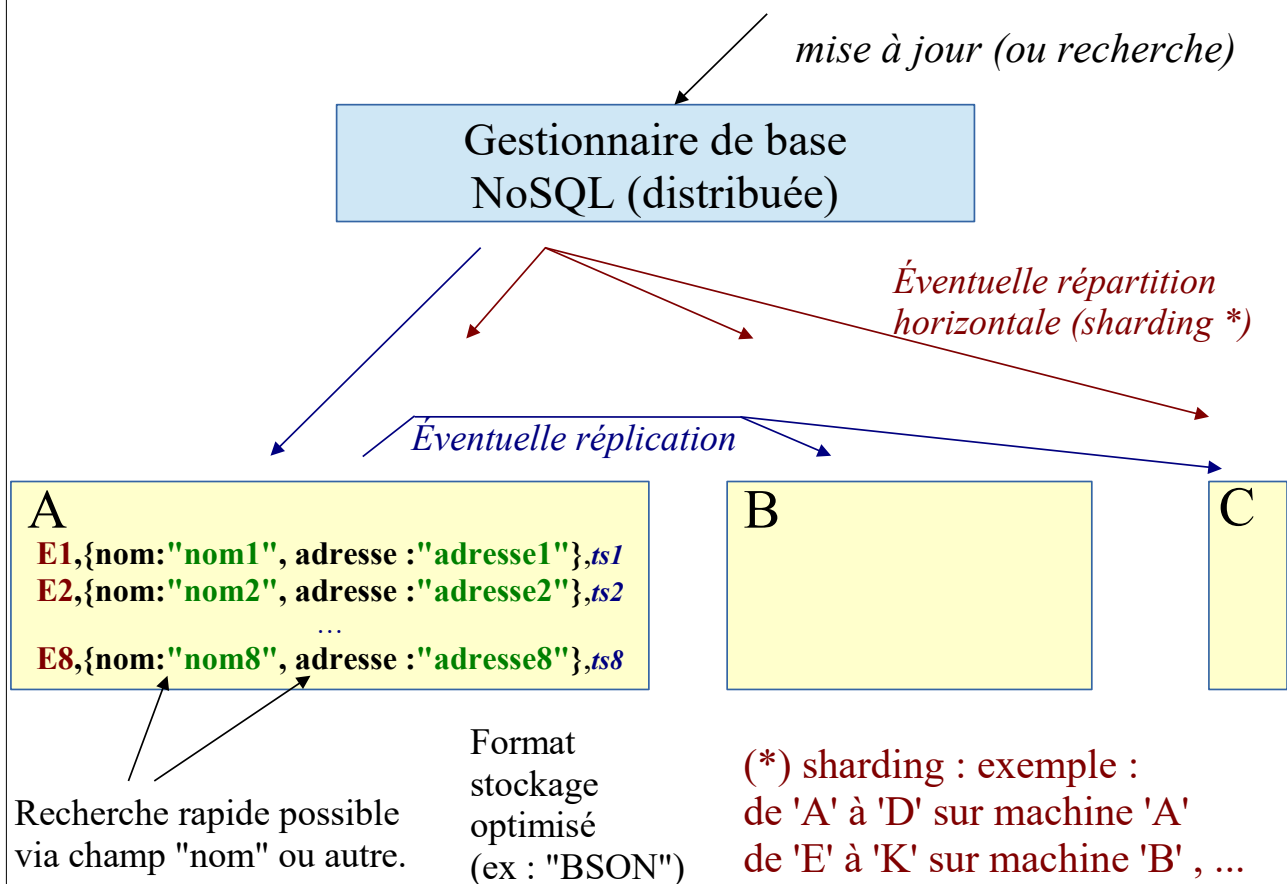 mise à jour (ou recherche)
Gestionnaire de base
NoSQL (distribuée)
Éventuelle répartition
horizontale (sharding *)
Éventuelle réplication
A
E1,{nom:"nom1", adresse :"adresse1"},ts1
E2,{nom:"nom2", adresse :"adresse2"},ts2
…
E8,{nom:"nom8", adresse :"adresse8"},ts8
B
C
Recherche rapide possible
via champ "nom" ou autre.
Format
stockage
optimisé
(ex : "BSON")
(*) sharding : exemple :
de 'A' à 'D' sur machine 'A'
de 'E' à 'K' sur machine 'B' , ...